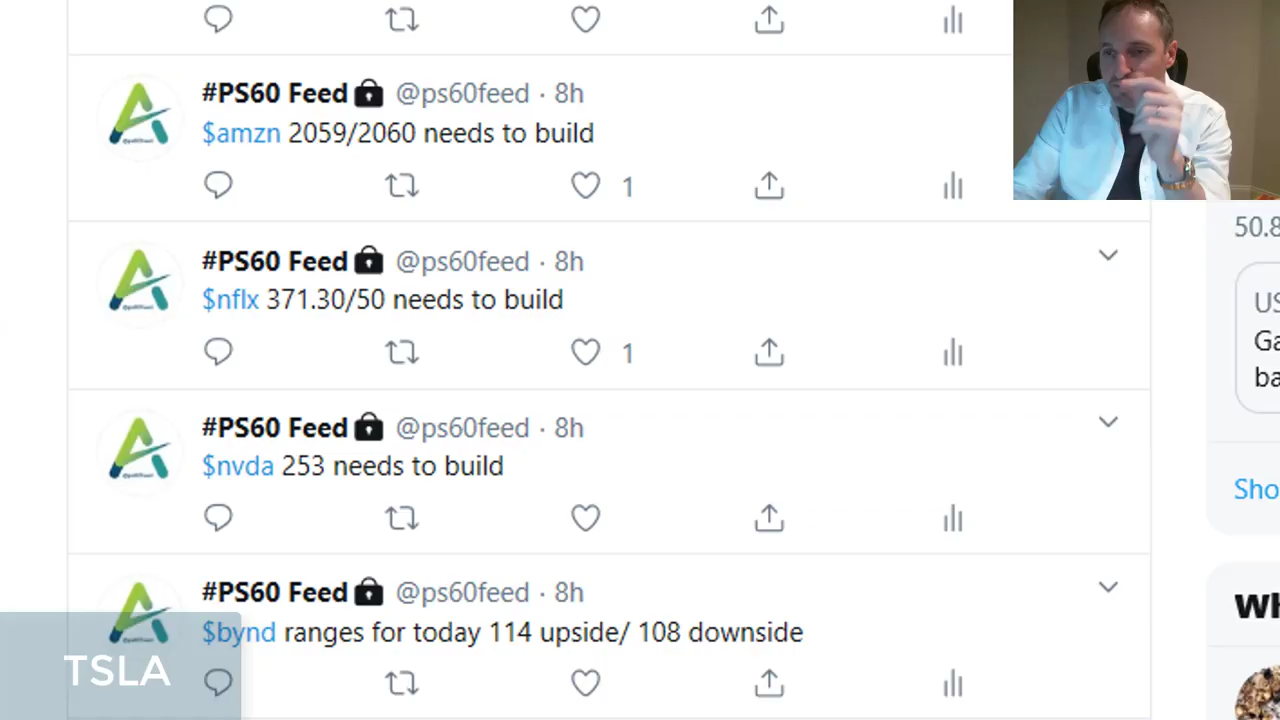 #PS60 Feed @ps60feed · 8h
$amzn 2059/2060 needs to build
1
#PS60 Feed @ps60feed · 8h
$nflx 371.30/50 needs to build
1
#PS60 Feed @ps60feed · 8h
$nvda 253 needs to build
#PS60 Feed @ps60feed · 8h
$bynd ranges for today 114 upside/ 108 downside
TSLA
50.8
US
Ga
ba
Sho
Wh